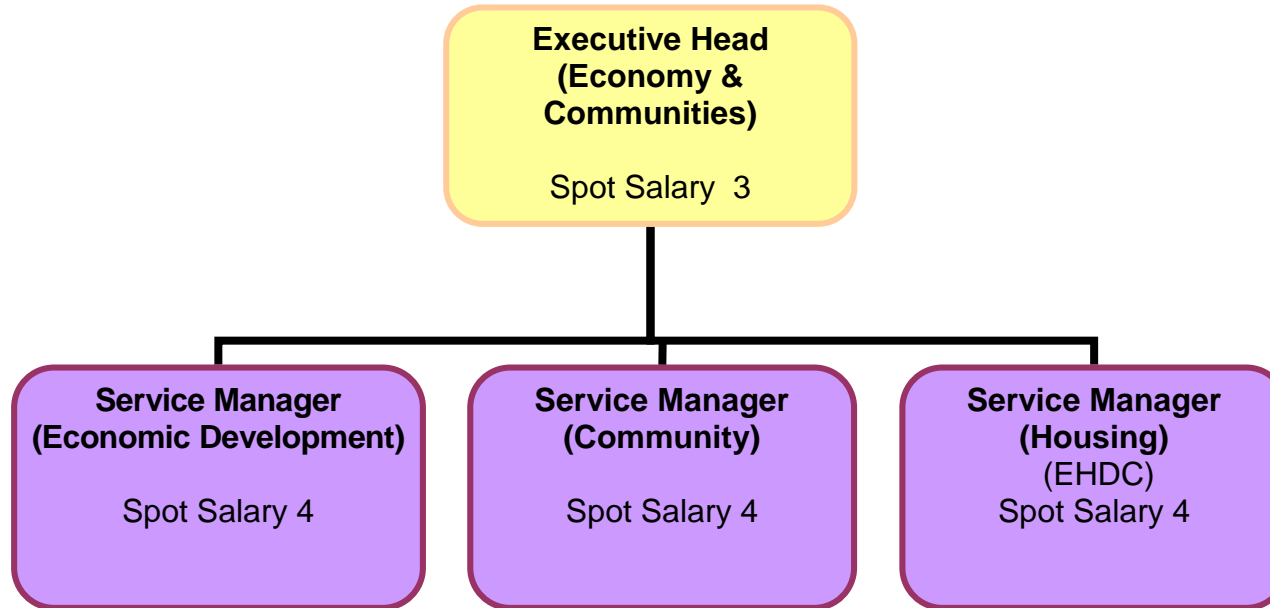 Executive Head
(Economy &
Communities)
Spot Salary  3
Service Manager
(Economic Development)
Spot Salary 4
Service Manager
(Community)
Spot Salary 4
Service Manager
(Housing)
(EHDC)
Spot Salary 4